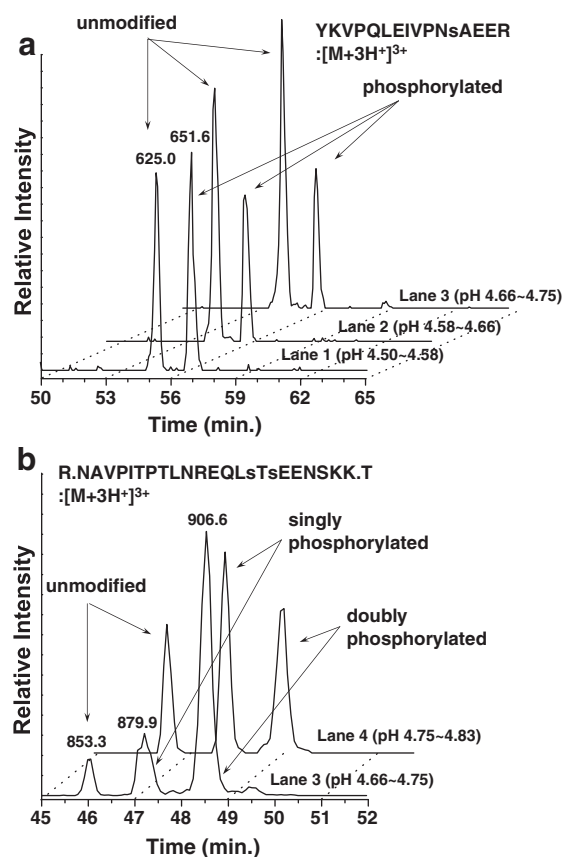 a
unmodified
YKVPQLEIVPNsAEER
:[M+3H⁺]³⁺
phosphorylated
651.6
625.0
Relative Intensity
Lane 3 (pH 4.66~4.75)
Lane 2 (pH 4.58~4.66)
Lane 1 (pH 4.50~4.58)
50 53 56 59 62 65
Time (min.)
b
R.NAVPITPTLNREQLsTsEENSKK.T
:[M+3H⁺]³⁺
906.6
singly
phosphorylated
unmodified
doubly
phosphorylated
Relative Intensity
879.9
853.3
Lane 4 (pH 4.75~4.83)
Lane 3 (pH 4.66~4.75)
45 46 47 48 49 50 51 52
Time (min.)